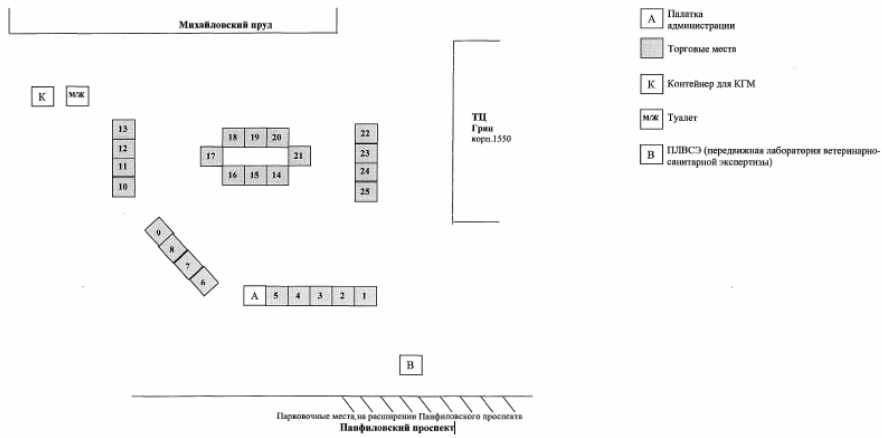 Михайловский пруд
А Палатка
администрации
Торговые места
К Контейнер для КГМ
м/ж Туалет
В ПЛВСЭ (передвижная лаборатория ветеринарно-
санитарной экспертизы)
К м/ж
ТЦ
Грин
корп.1550
13
12
11
10
18 19 20
17 21
16 15 14
22
23
24
25
9
8
7
6
А 5 4 3 2 1
В
Парковочные места на расширении Панфиловского проспекта
Панфиловский проспект